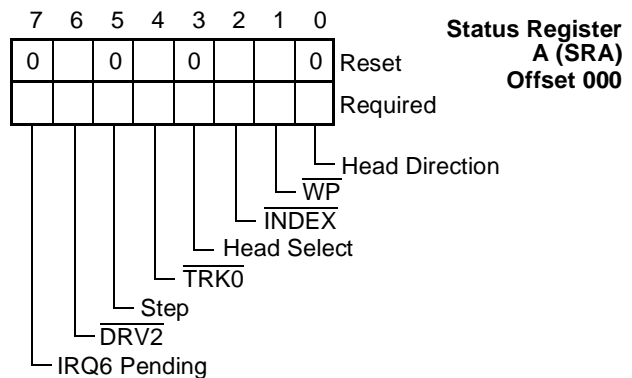 7 6 5 4 3 2 1 0
Status Register
A (SRA)
Offset 000
0 0 0 0 Reset
Required
Head Direction
WP
INDEX
Head Select
TRK0
Step
DRV2
IRQ6 Pending